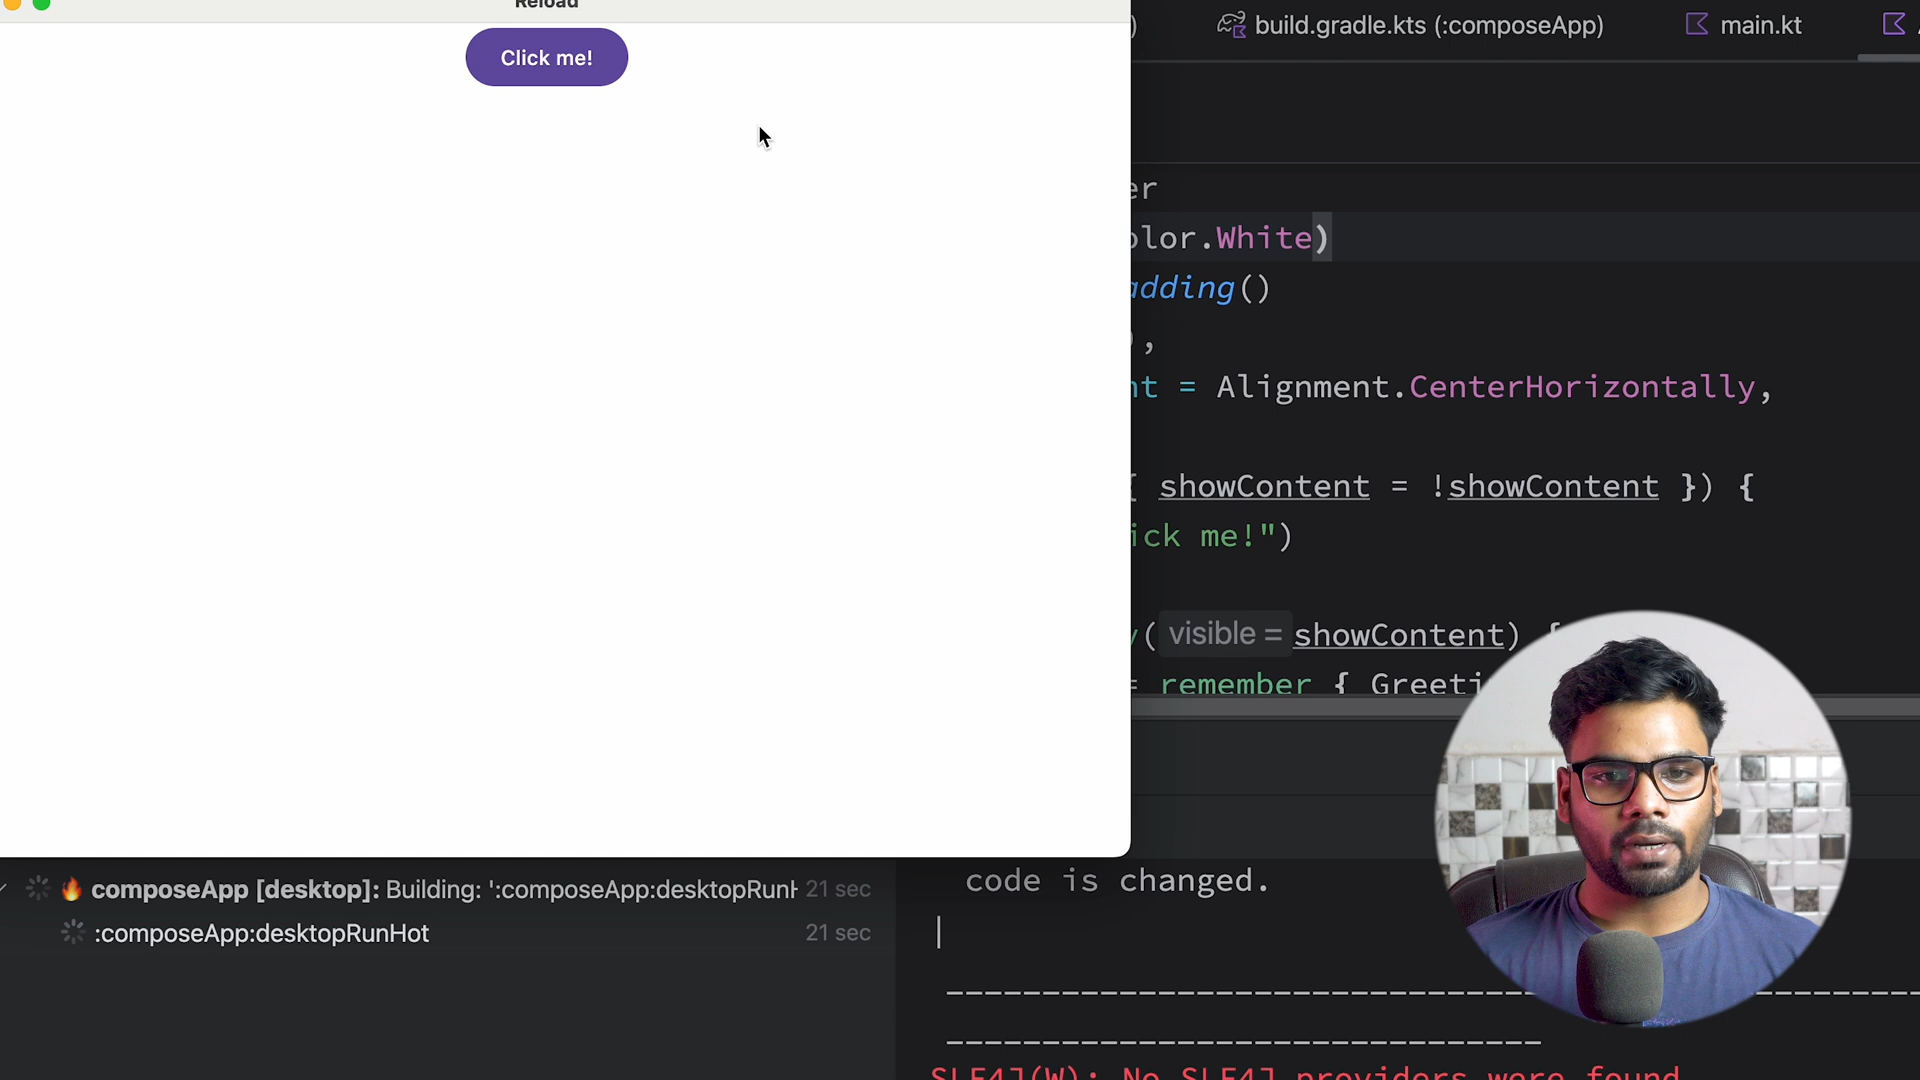 Reload
Click me!
build.gradle.kts (:composeApp)
main.kt
er
olor.White)
adding()
),
nt = Alignment.CenterHorizontally,
{ showContent = !showContent }) {
ick me!")
y( visible = showContent) {
= remember { Greeti
composeApp [desktop]: Building: ':composeApp:desktopRunH 21 sec
:composeApp:desktopRunHot 21 sec
code is changed.
SLF4J(W): No SLF4J providers were found